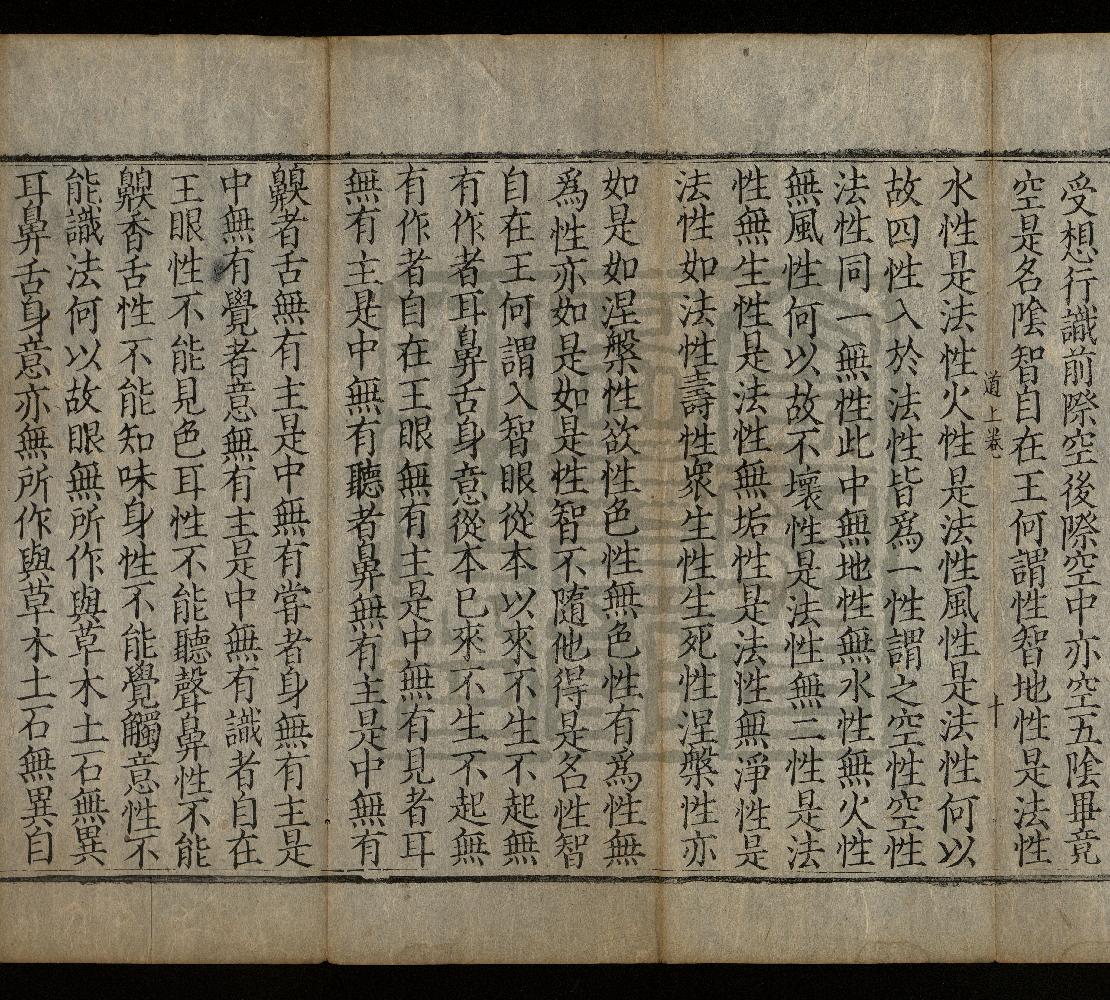 受想行識前際空後際空中亦空五陰畢竟
空是名陰智自在王何謂性智地性是法性
道上卷 十
水性是法性火性是法性風性是法性何以
故四性入於法性皆爲一性謂之空性空性
法性同一無性此中無地性無水性無火性
無風性何以故不壞性是法性無二性是法
性無生性是法性無垢性是法性無淨性是
法性如法性壽性衆生性生死性涅槃性亦
如是如涅槃性欲性色性無色性有爲性無
爲性亦如是如是性智不隨他得是名性智
自在王何謂入智眼從本以來不生不起無
有作者耳鼻舌身意從本已來不生不起無
有作者自在王眼無有主是中無有見者耳
無有主是中無有聽者鼻無有主是中無有
齅者舌無有主是中無有嘗者身無有主是
中無有覺者意無有主是中無有識者自在
王眼性不能見色耳性不能聽聲鼻性不能
齅香舌性不能知味身性不能覺觸意性不
能識法何以故眼無所作與草木土石無異
耳鼻舌身意亦無所作與草木土石無異自